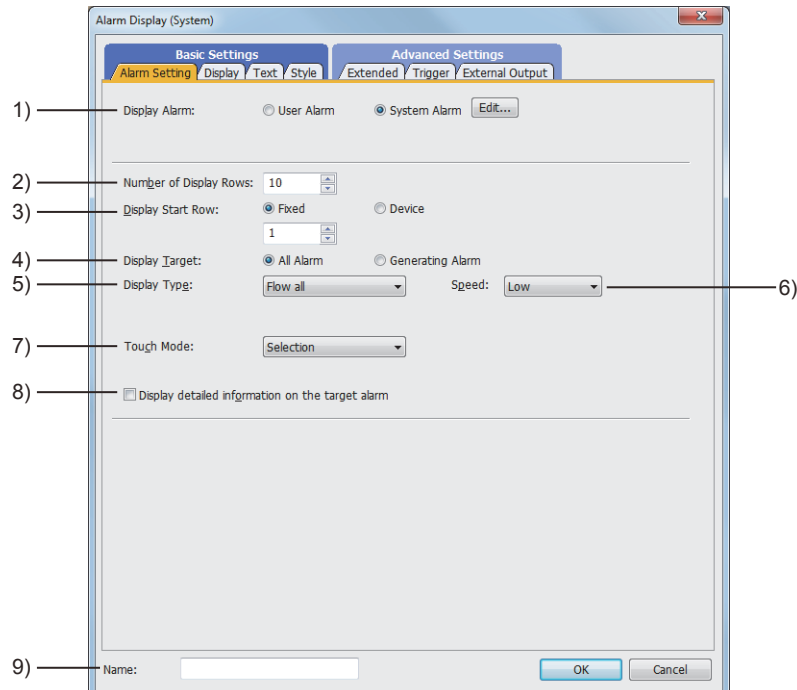 Alarm Display (System)
Basic Settings Advanced Settings
Alarm Setting Display Text Style Extended Trigger External Output
1) Display Alarm: User Alarm System Alarm Edit...
2) Number of Display Rows: 10
3) Display Start Row: Fixed Device
1
4) Display Target: All Alarm Generating Alarm
5) Display Type: Flow all Speed: Low 6)
7) Touch Mode: Selection
8) Display detailed information on the target alarm
9) Name: OK Cancel